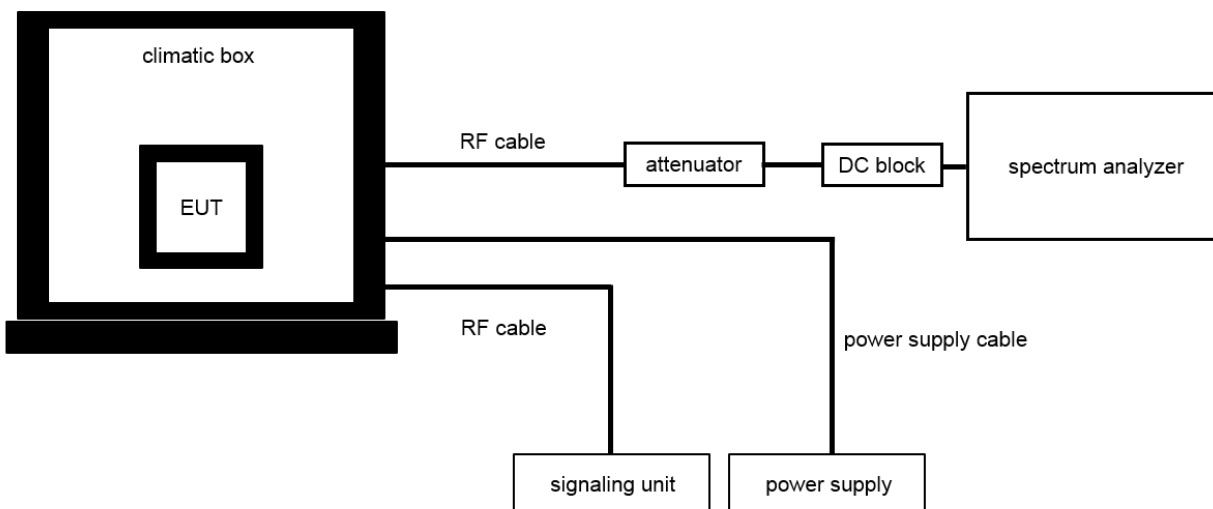 climatic box
RF cable
attenuator
DC block
spectrum analyzer
EUT
RF cable
power supply cable
signaling unit
power supply